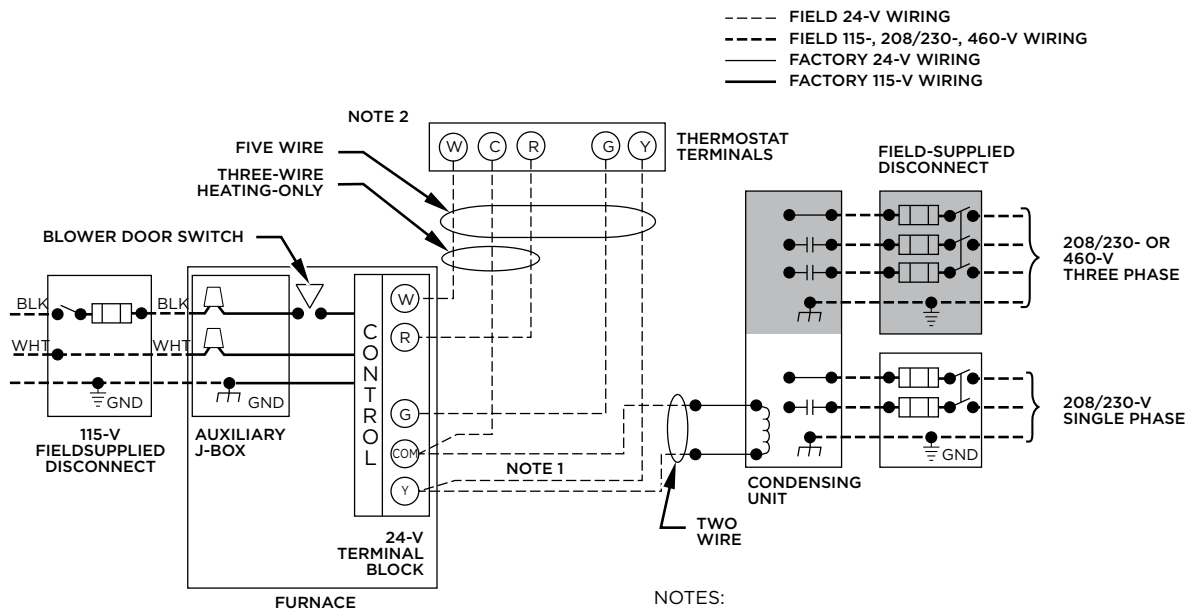 FIELD 24-V WIRING
FIELD 115-, 208/230-, 460-V WIRING
FACTORY 24-V WIRING
FACTORY 115-V WIRING
NOTE 2
FIVE WIRE
THREE-WIRE
HEATING-ONLY
W
C
R
G
Y
THERMOSTAT
TERMINALS
FIELD-SUPPLIED
DISCONNECT
BLOWER DOOR SWITCH
208/230- OR
460-V
THREE PHASE
BLK
BLK
WHT
WHT
GND
GND
115-V
FIELDSUPPLIED
DISCONNECT
AUXILIARY
J-BOX
CONTROL
W
R
G
COM
Y
NOTE 1
24-V
TERMINAL
BLOCK
FURNACE
TWO
WIRE
CONDENSING
UNIT
GND
208/230-V
SINGLE PHASE
NOTES: